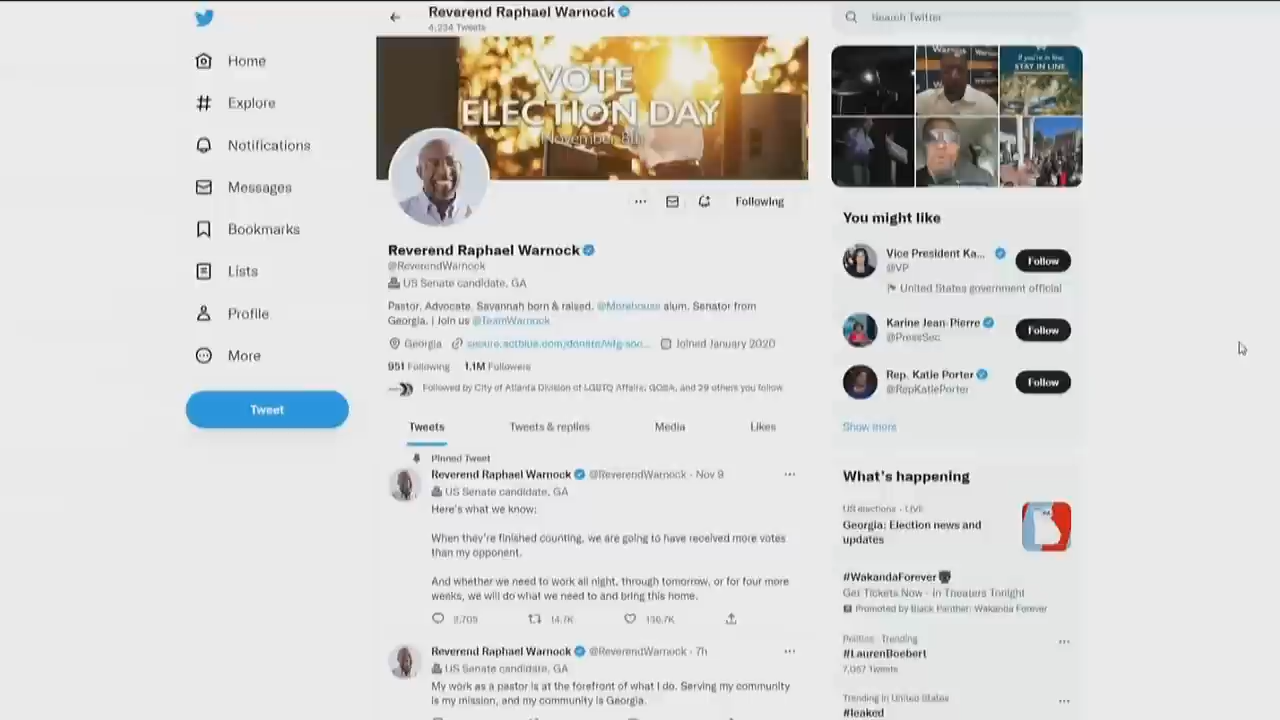 Reverend Raphael Warnock
4,234 Tweets
Search Twitter
Home
Explore
Notifications
Messages
Bookmarks
Lists
Profile
More
Tweet
VOTE
ELECTION DAY
November 8th
Following
Reverend Raphael Warnock
@ReverendWarnock
US Senate candidate, GA
Pastor, Advocate, Savannah born & raised. @Morehouse alum. Senator from
Georgia. | Join us @TeamWarnock
Georgia secure.actblue.com/donate/wfg-soc... Joined January 2020
951 Following 1.1M Followers
Followed by City of Atlanta Division of LGBTQ Affairs, and 29 others you follow
Tweets Tweets & replies Media Likes
Pinned Tweet
Reverend Raphael Warnock @ReverendWarnock · Nov 9
US Senate candidate, GA
Here's what we know:
When they're finished counting, we are going to have received more votes
than my opponent.
And whether we need to work all night, through tomorrow, or for four more
weeks, we will do what we need to and bring this home.
14.7K
Reverend Raphael Warnock @ReverendWarnock · 7h
US Senate candidate, GA
My work as a pastor is at the forefront of what I do. Serving my community
is my mission, and my community is Georgia.
Warnock
If you're in line,
STAY IN LINE
You might like
Vice President Ka...
@VP
Follow
United States government official
Karine Jean-Pierre
@PressSec
Follow
Rep. Katie Porter
@RepKatiePorter
Follow
Show more
What's happening
US elections · LIVE
Georgia: Election news and
updates
#WakandaForever
Get Tickets Now - In Theaters Tonight
Promoted by Black Panther: Wakanda Forever
Politics · Trending
#LaurenBoebert
7,057 Tweets
Trending in United States
#leaked